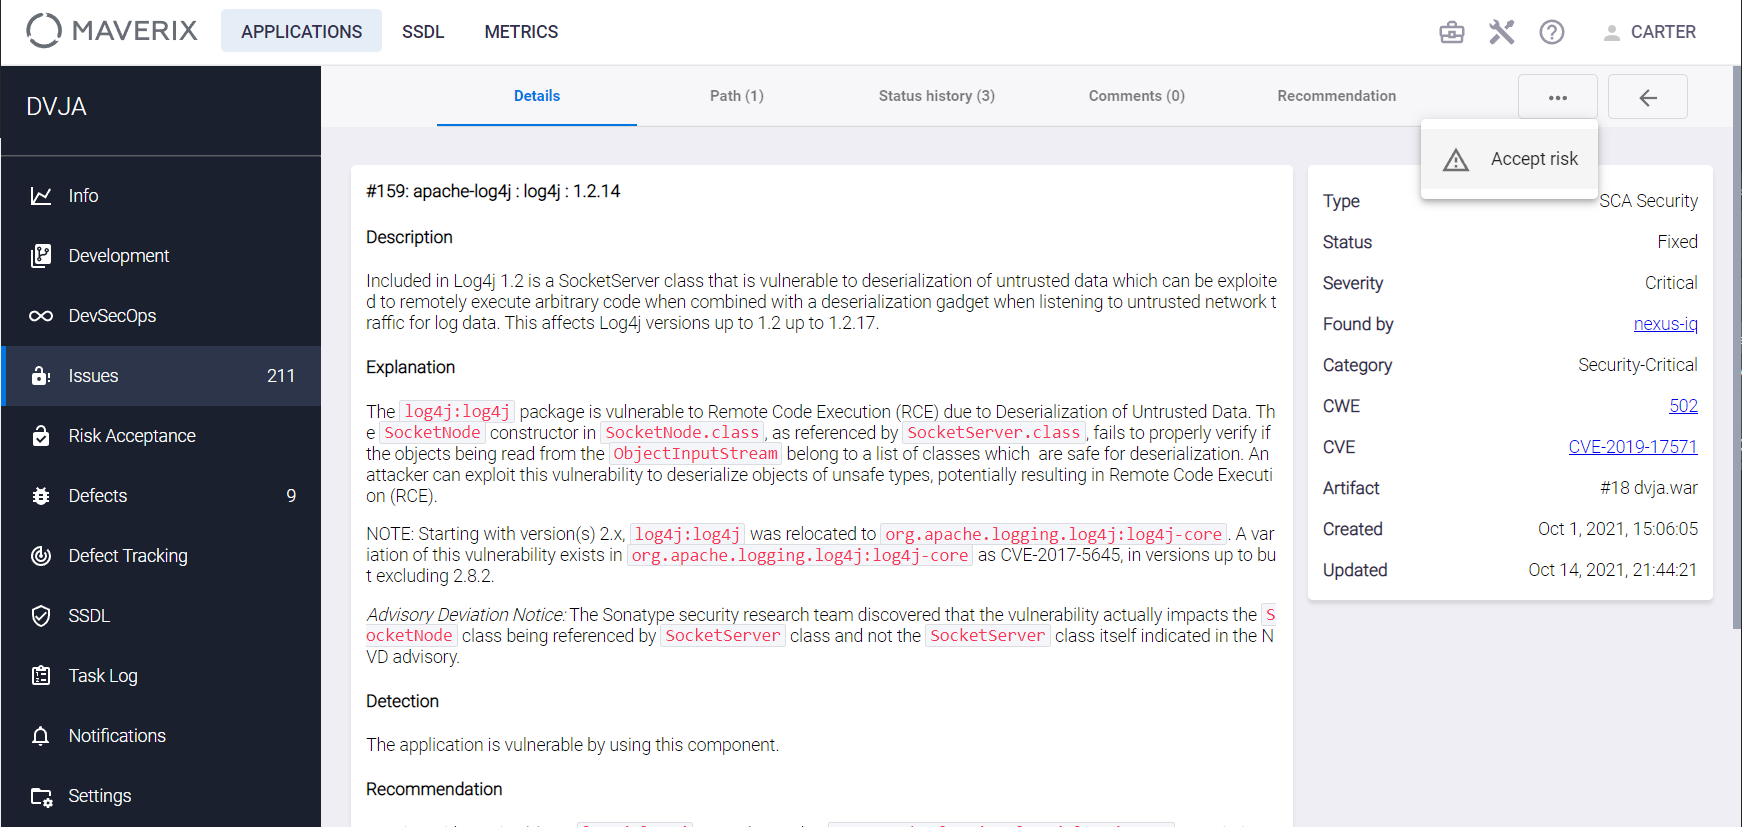 MAVERIX
APPLICATIONS
SSDL
METRICS
CARTER
DVJA
Info
Development
DevSecOps
Issues 211
Risk Acceptance
Defects 9
Defect Tracking
SSDL
Task Log
Notifications
Settings
Details
Path (1)
Status history (3)
Comments (0)
Recommendation
...
Accept risk
#159: apache-log4j : log4j : 1.2.14
Description
Included in Log4j 1.2 is a SocketServer class that is vulnerable to deserialization of untrusted data which can be exploite
d to remotely execute arbitrary code when combined with a deserialization gadget when listening to untrusted network t
raffic for log data. This affects Log4j versions up to 1.2 up to 1.2.17.
Explanation
The log4j:log4j package is vulnerable to Remote Code Execution (RCE) due to Deserialization of Untrusted Data. Th
e SocketNode constructor in SocketNode.class, as referenced by SocketServer.class, fails to properly verify if
the objects being read from the ObjectInputStream belong to a list of classes which are safe for deserialization. An
attacker can exploit this vulnerability to deserialize objects of unsafe types, potentially resulting in Remote Code Executi
on (RCE).
NOTE: Starting with version(s) 2.x, log4j:log4j was relocated to org.apache.logging.log4j:log4j-core. A var
iation of this vulnerability exists in org.apache.logging.log4j:log4j-core as CVE-2017-5645, in versions up to bu
t excluding 2.8.2.
Advisory Deviation Notice: The Sonatype security research team discovered that the vulnerability actually impacts the S
ocketNode class being referenced by SocketServer class and not the SocketServer class itself indicated in the N
VD advisory.
Detection
The application is vulnerable by using this component.
Recommendation
Type SCA Security
Status Fixed
Severity Critical
Found by nexus-iq
Category Security-Critical
CWE 502
CVE CVE-2019-17571
Artifact #18 dvja.war
Created Oct 1, 2021, 15:06:05
Updated Oct 14, 2021, 21:44:21